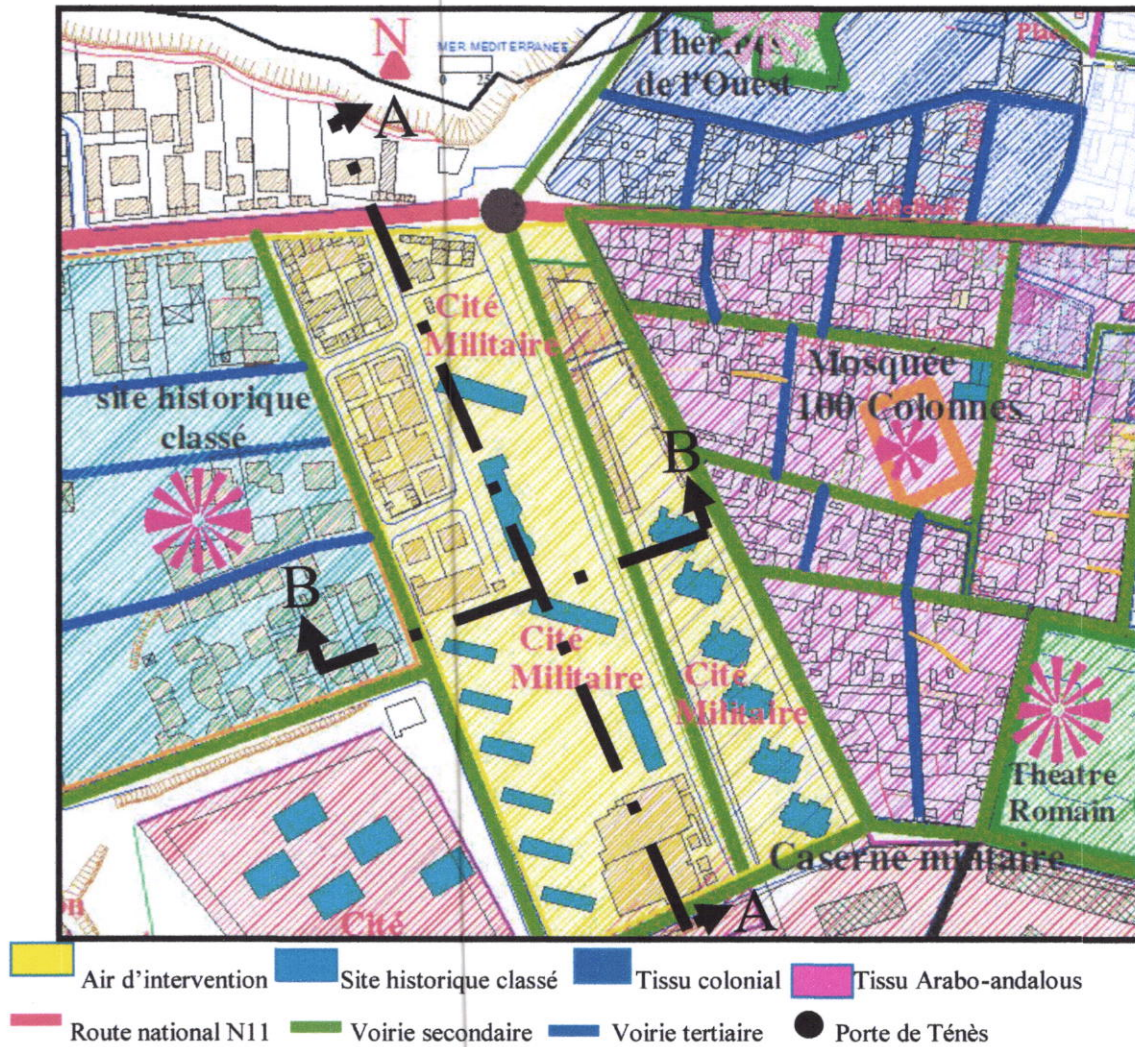 N
MER MEDITERRANEE
0 25
Thermes
de l'Ouest
A
Cité
Militaire
site historique
classé
Mosquée
100 Colonnes
B
B
Cité
Militaire
Cité
Militaire
Theatre
Romain
Caserne militaire
Cité
A
Air d'intervention
Site historique classé
Tissu colonial
Tissu Arabo-andalous
Route national N11
Voirie secondaire
Voirie tertiaire
Porte de Ténès